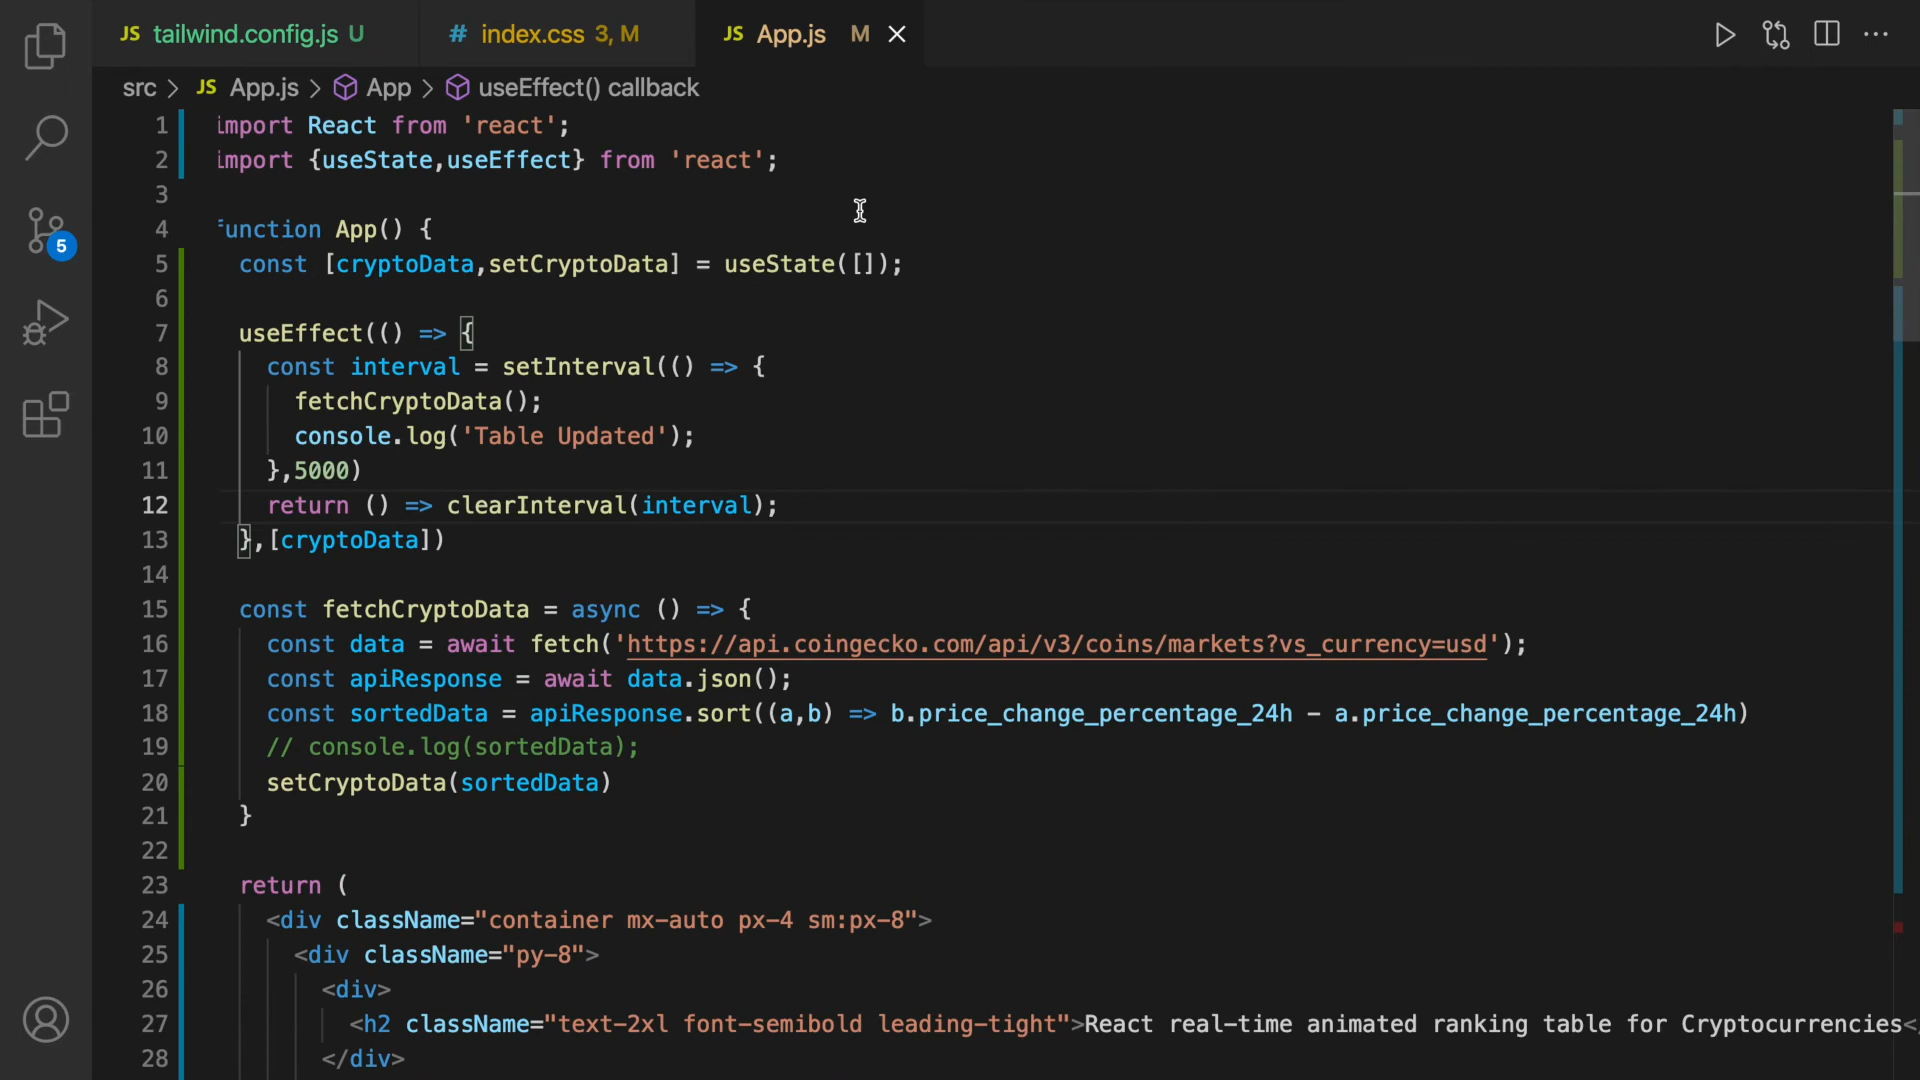 JS tailwind.config.js U # index.css 3, M JS App.js M
src > JS App.js > App > useEffect() callback
5
1 import React from 'react';
2 import {useState,useEffect} from 'react';
3
4 function App() {
5 const [cryptoData,setCryptoData] = useState([]);
6
7 useEffect(() => {
8 const interval = setInterval(() => {
9 fetchCryptoData();
10 console.log('Table Updated');
11 },5000)
12 return () => clearInterval(interval);
13 },[cryptoData])
14
15 const fetchCryptoData = async () => {
16 const data = await fetch('https://api.coingecko.com/api/v3/coins/markets?vs_currency=usd');
17 const apiResponse = await data.json();
18 const sortedData = apiResponse.sort((a,b) => b.price_change_percentage_24h - a.price_change_percentage_24h)
19 // console.log(sortedData);
20 setCryptoData(sortedData)
21 }
22
23 return (
24 <div className="container mx-auto px-4 sm:px-8">
25 <div className="py-8">
26 <div>
27 <h2 className="text-2xl font-semibold leading-tight">React real-time animated ranking table for Cryptocurrencies<
28 </div>